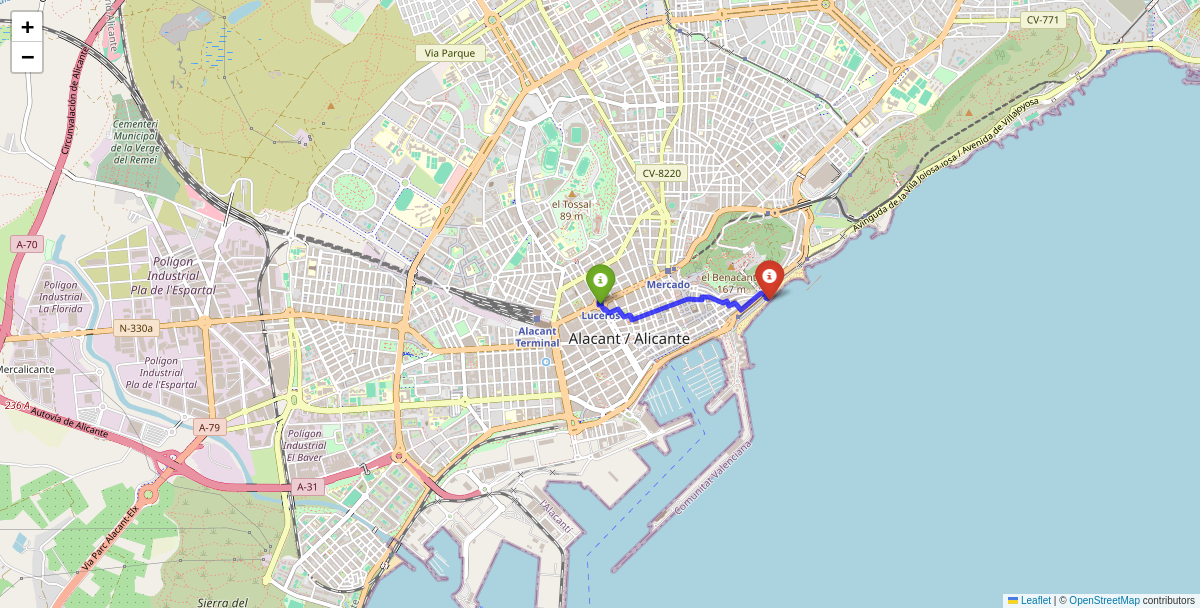 +
−
Via Parque
CV-771
Circunvalación de Alicante
Cementeri
Municipal
de la Verge
del Remei
CV-8220
el Tossal
89 m
Avinguda de la Vila Joiosa
Avenida de Villajoyosa
A-70
Polígon
Industrial
Pla de l'Espartal
el Benacant
167 m
Mercado
Polígon
Industrial
La Florida
Luceros
N-330a
Alacant
Terminal
Alacant / Alicante
Polígon
Industrial
Pla de l'Espartal
Mercalicante
236 A
Autovía de Alicante
A-79
Polígon
Industrial
El Baver
Comunitat Valenciana
A-31
l'Alacantí
Via Parc Alacant-Elx
Sierra del
Leaflet | © OpenStreetMap contributors